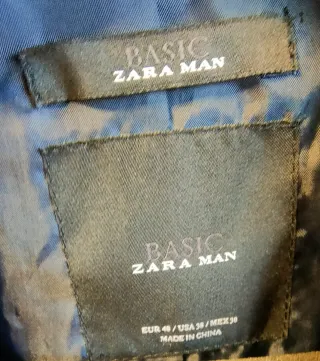 BASIC
ZARA MAN
BASIC
ZARA MAN
EUR 48 / USA 38 / MEX 38
MADE IN CHINA